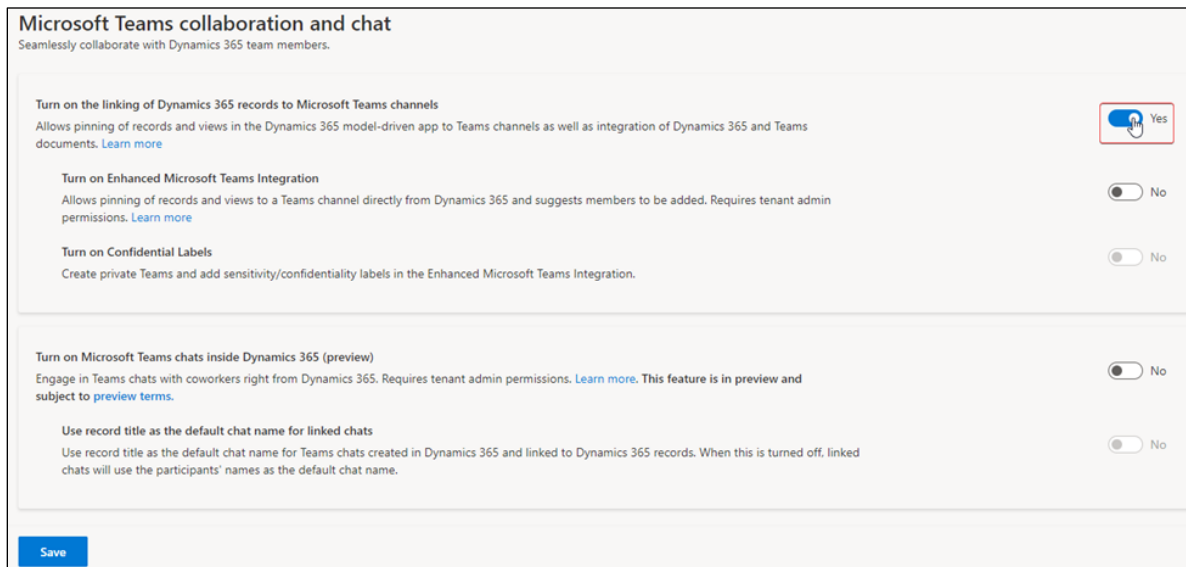 Microsoft Teams collaboration and chat
Seamlessly collaborate with Dynamics 365 team members.
Turn on the linking of Dynamics 365 records to Microsoft Teams channels
Allows pinning of records and views in the Dynamics 365 model-driven app to Teams channels as well as integration of Dynamics 365 and Teams
documents. Learn more
Yes
Turn on Enhanced Microsoft Teams Integration
Allows pinning of records and views to a Teams channel directly from Dynamics 365 and suggests members to be added. Requires tenant admin
permissions. Learn more
No
Turn on Confidential Labels
Create private Teams and add sensitivity/confidentiality labels in the Enhanced Microsoft Teams Integration.
No
Turn on Microsoft Teams chats inside Dynamics 365 (preview)
Engage in Teams chats with coworkers right from Dynamics 365. Requires tenant admin permissions. Learn more. This feature is in preview and
subject to preview terms.
No
Use record title as the default chat name for linked chats
Use record title as the default chat name for Teams chats created in Dynamics 365 and linked to Dynamics 365 records. When this is turned off, linked
chats will use the participants' names as the default chat name.
No
Save